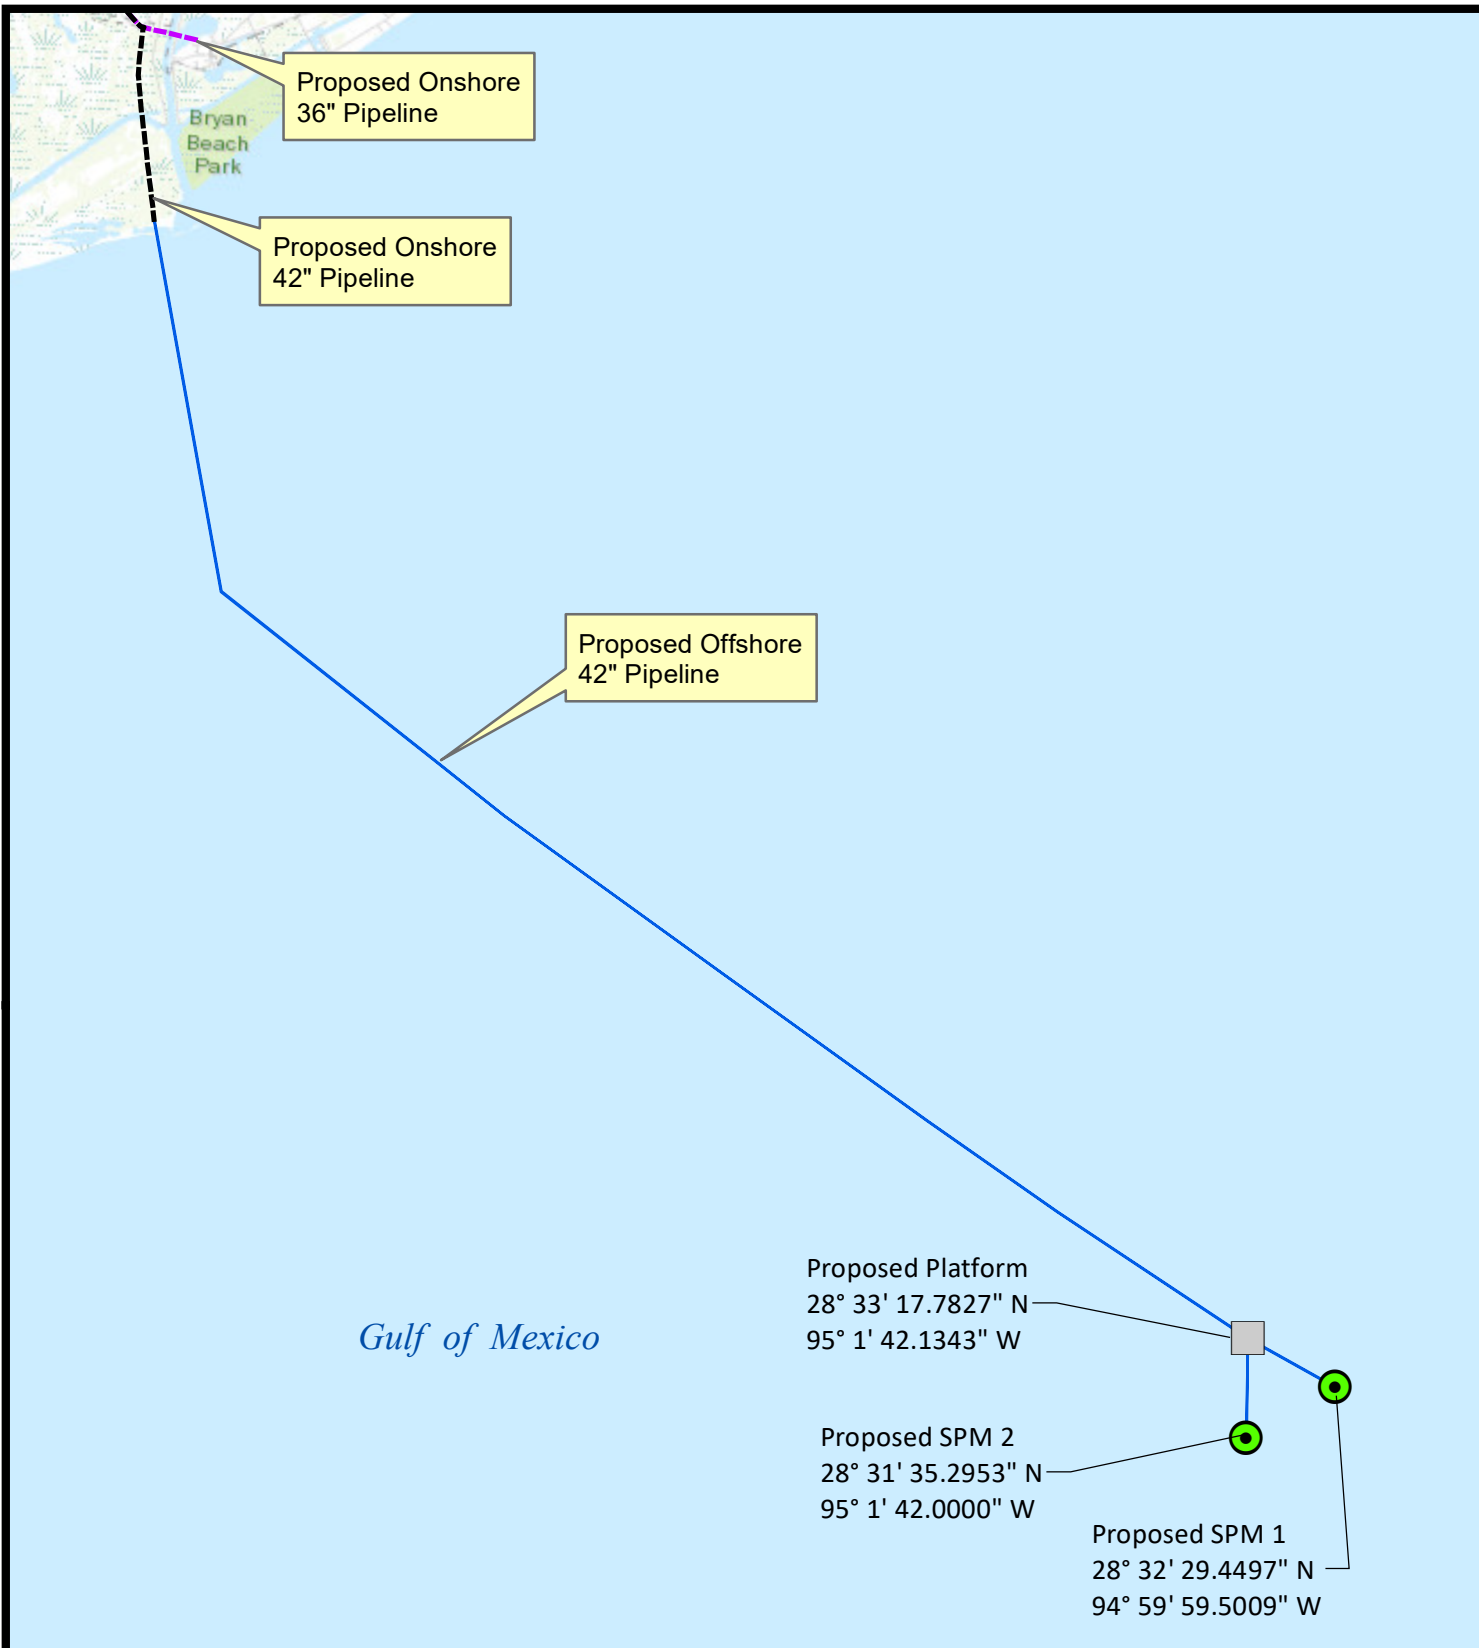 Proposed Onshore
36" Pipeline
Bryan
Beach
Park
Proposed Onshore
42" Pipeline
Proposed Offshore
42" Pipeline
Proposed Platform
28° 33' 17.7827" N
95° 1' 42.1343" W
Gulf of Mexico
Proposed SPM 2
28° 31' 35.2953" N
95° 1' 42.0000" W
Proposed SPM 1
28° 32' 29.4497" N
94° 59' 59.5009" W